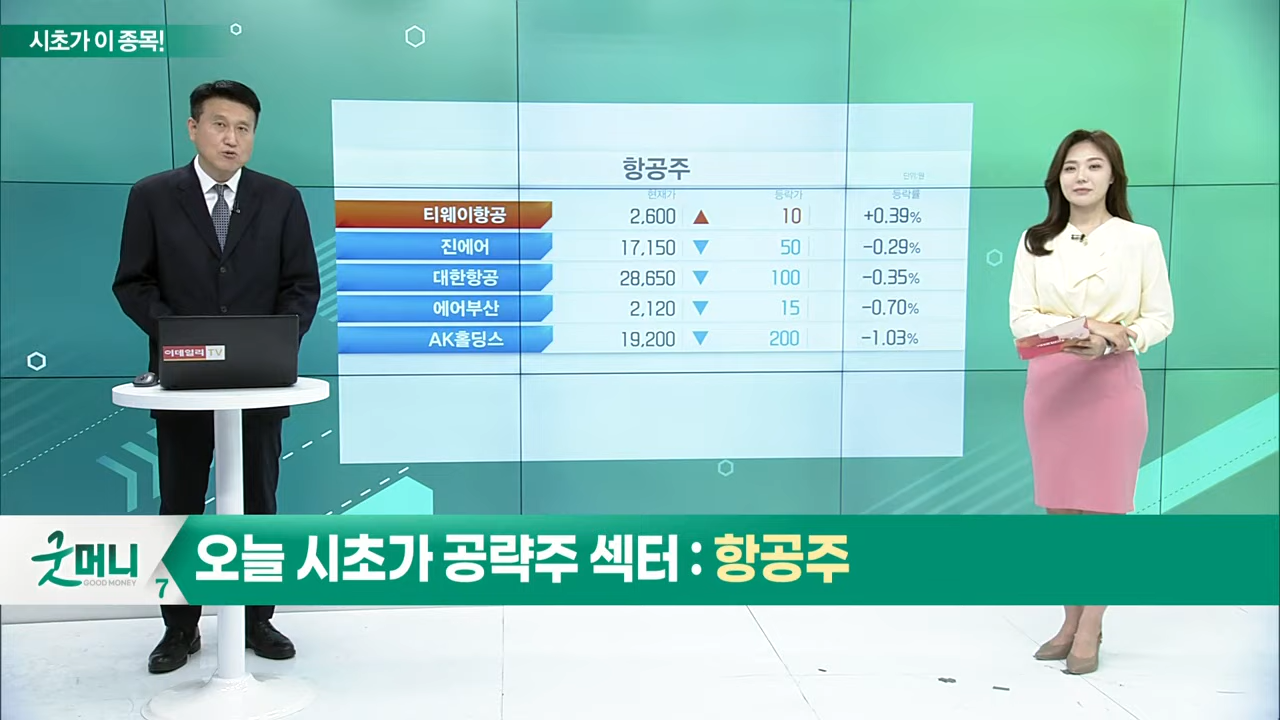 시초가 이 종목!
항공주
단위:원
현재가 등락가 등락률
티웨이항공 2,600 ▲ 10 +0.39%
진에어 17,150 ▼ 50 -0.29%
대한항공 28,650 ▼ 100 -0.35%
에어부산 2,120 ▼ 15 -0.70%
AK홀딩스 19,200 ▼ 200 -1.03%
이데일리 TV
굿머니
GOOD MONEY
7
오늘 시초가 공략주 섹터 : 항공주